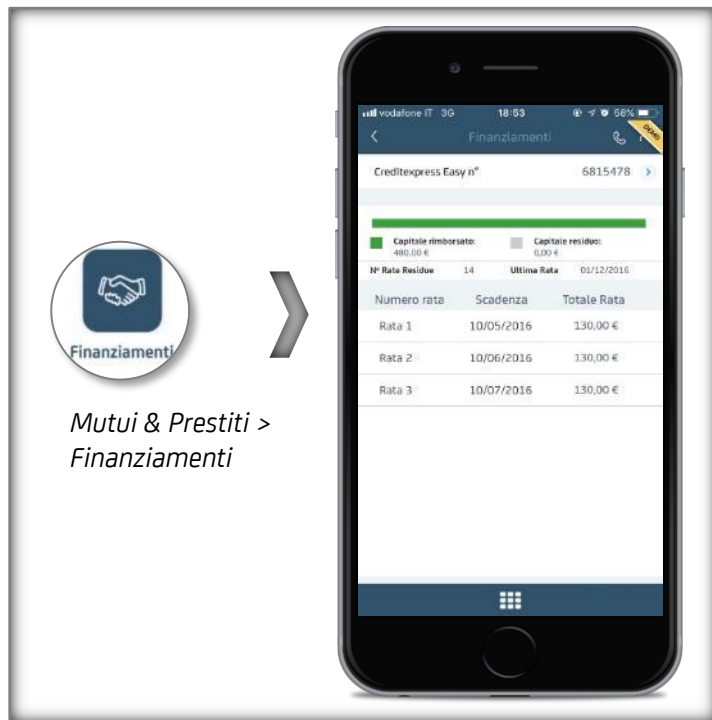 vodafone IT 3G 18:53 58%
DEMO
Finanziamenti
Creditexpress Easy n° 6815478
Capitale rimborsato: Capitale residuo:
480,00 € 0,00 €
N° Rate Residue 14 Ultima Rata 01/12/2016
Numero rata Scadenza Totale Rata
Rata 1 10/05/2016 130,00 €
Rata 2 10/06/2016 130,00 €
Rata 3 10/07/2016 130,00 €
Finanziamenti
Mutui & Prestiti >
Finanziamenti